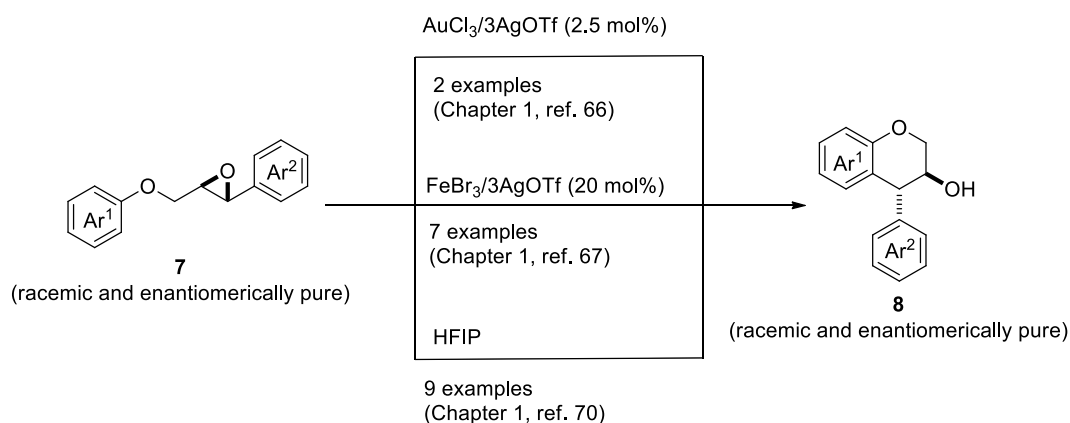 AuCl3/3AgOTf (2.5 mol%)
2 examples
(Chapter 1, ref. 66)
O
Ar2
O
Ar1
7
(racemic and enantiomerically pure)
FeBr3/3AgOTf (20 mol%)
7 examples
(Chapter 1, ref. 67)
HFIP
9 examples
(Chapter 1, ref. 70)
O
Ar1
OH
Ar2
8
(racemic and enantiomerically pure)